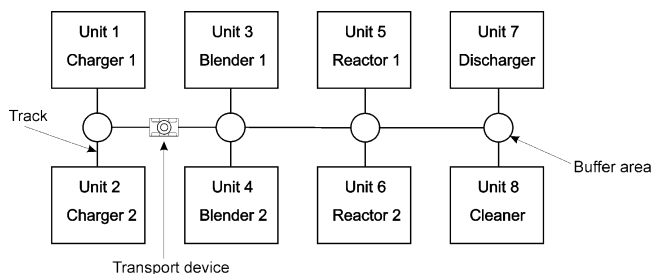 Unit 1
Charger 1
Unit 3
Blender 1
Unit 5
Reactor 1
Unit 7
Discharger
Track
Buffer area
Unit 2
Charger 2
Unit 4
Blender 2
Unit 6
Reactor 2
Unit 8
Cleaner
Transport device